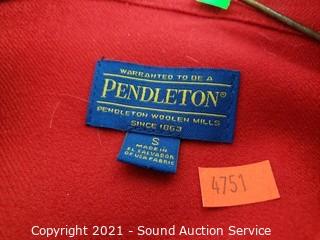 WARRANTED TO BE A
PENDLETON®
PENDLETON WOOLEN MILLS
SINCE 1863
S
MADE IN
EL SALVADOR
OF USA FABRIC
4751
Copyright 2021 - Sound Auction Service